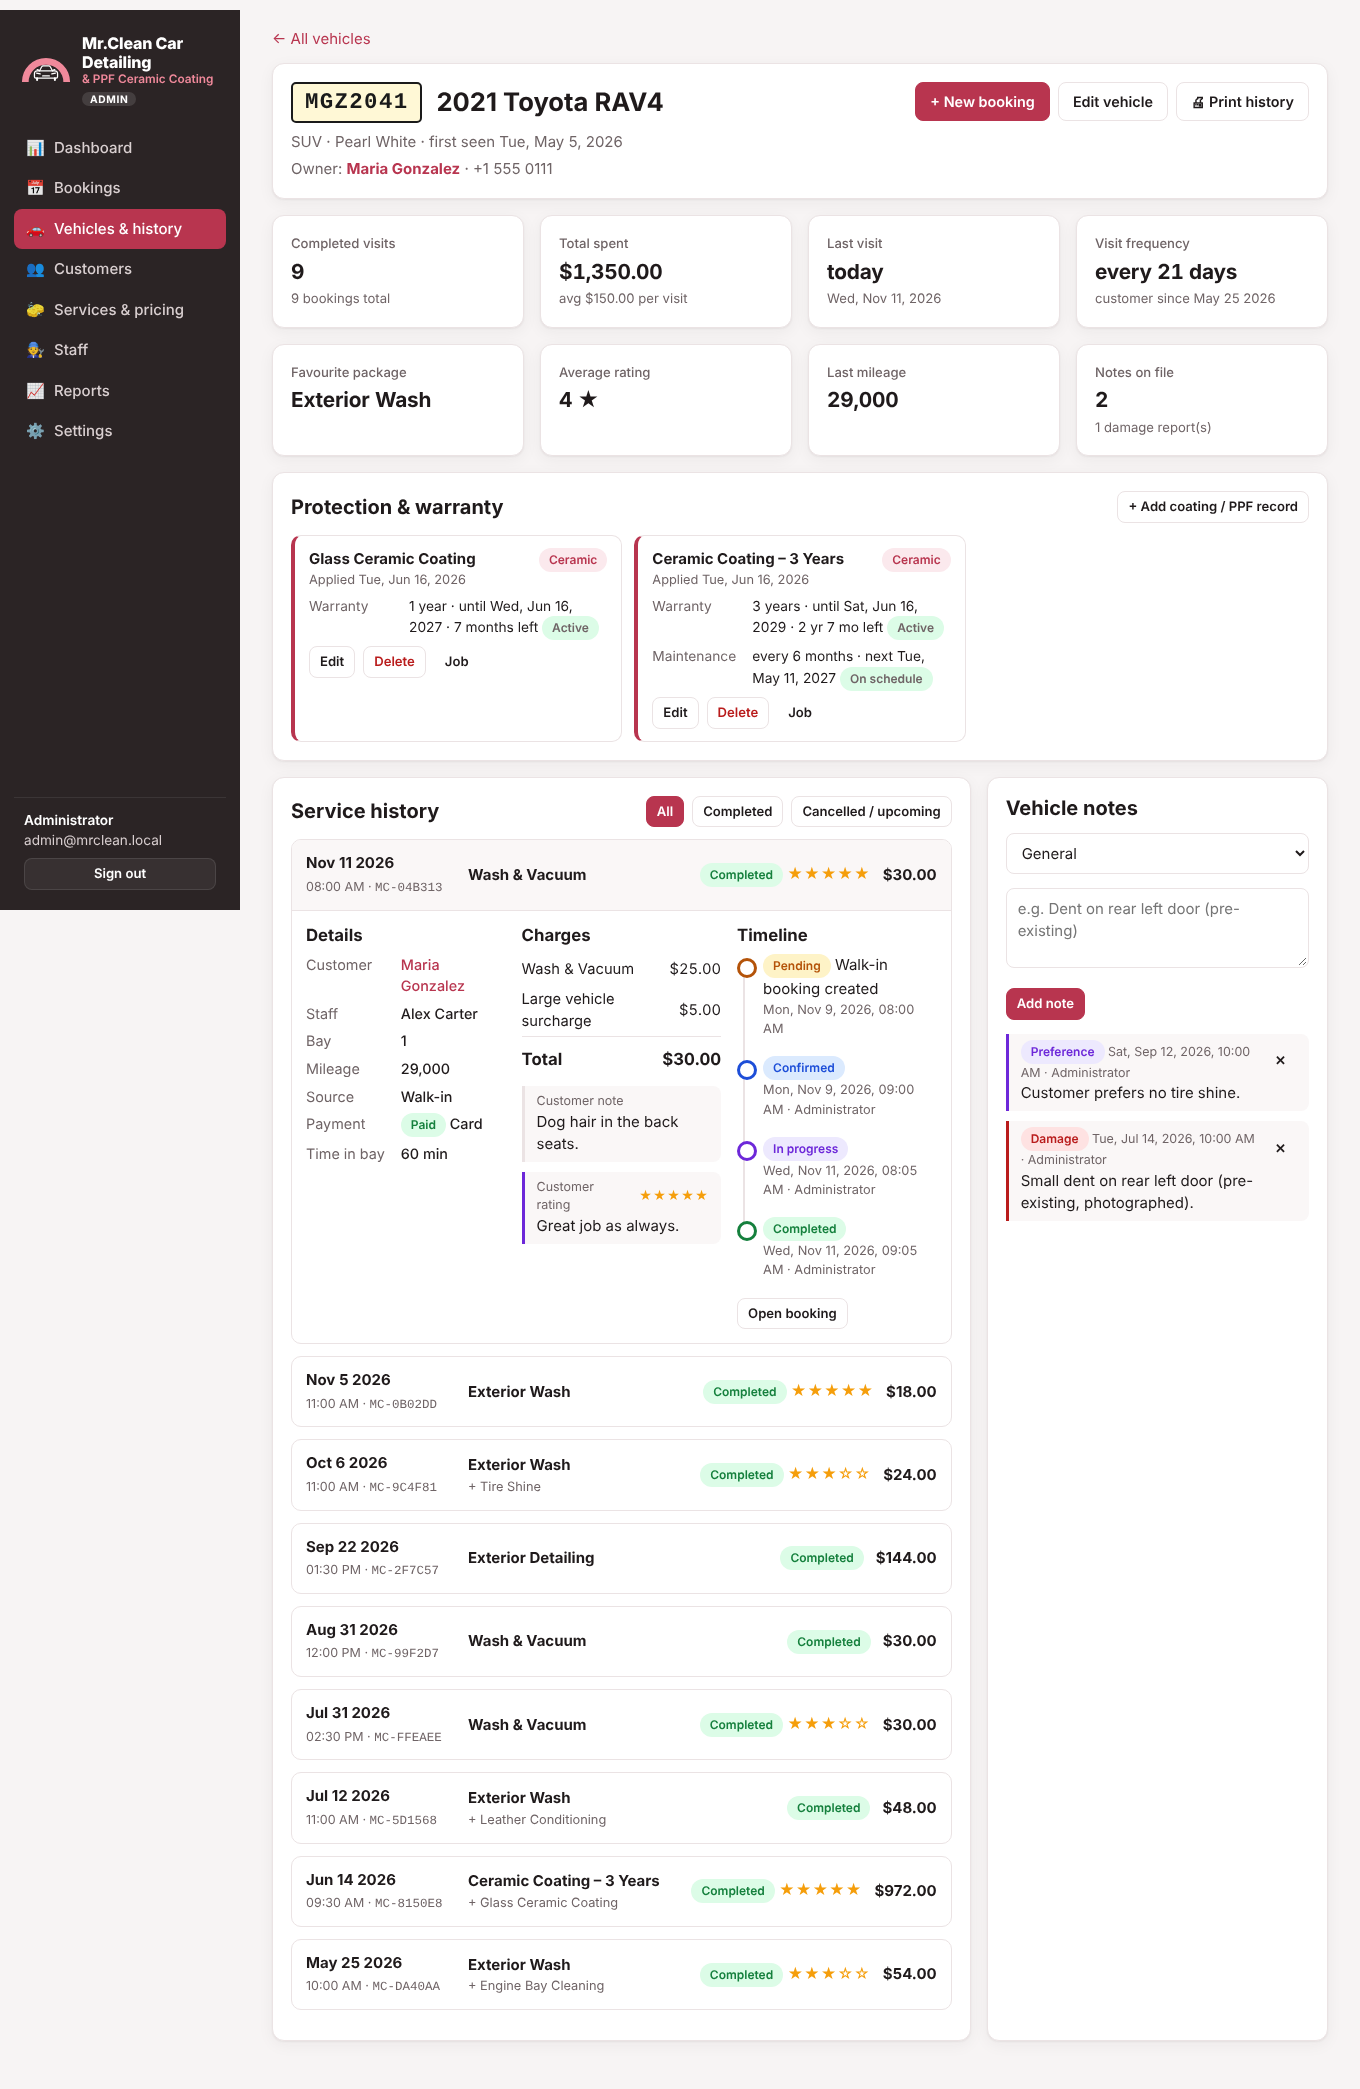 Mr.Clean Car
Detailing
& PPF Ceramic Coating
ADMIN
Dashboard
Bookings
Vehicles & history
Customers
Services & pricing
Staff
Reports
Settings
Administrator
admin@mrclean.local
Sign out
← All vehicles
MGZ2041
2021 Toyota RAV4
+ New booking
Edit vehicle
Print history
SUV · Pearl White · first seen Tue, May 5, 2026
Owner: Maria Gonzalez · +1 555 0111
Completed visits
9
9 bookings total
Total spent
$1,350.00
avg $150.00 per visit
Last visit
today
Wed, Nov 11, 2026
Visit frequency
every 21 days
customer since May 25 2026
Favourite package
Exterior Wash
Average rating
4 ★
Last mileage
29,000
Notes on file
2
1 damage report(s)
Protection & warranty
+ Add coating / PPF record
Glass Ceramic Coating
Ceramic
Applied Tue, Jun 16, 2026
Warranty
1 year · until Wed, Jun 16,
2027 · 7 months left Active
Edit
Delete
Job
Ceramic Coating – 3 Years
Ceramic
Applied Tue, Jun 16, 2026
Warranty
3 years · until Sat, Jun 16,
2029 · 2 yr 7 mo left Active
Maintenance
every 6 months · next Tue,
May 11, 2027 On schedule
Edit
Delete
Job
Service history
All
Completed
Cancelled / upcoming
Nov 11 2026
08:00 AM · MC-04B313
Wash & Vacuum
Completed ★★★★★ $30.00
Details
Customer
Maria
Gonzalez
Staff
Alex Carter
Bay
1
Mileage
29,000
Source
Walk-in
Payment
Paid Card
Time in bay
60 min
Charges
Wash & Vacuum $25.00
Large vehicle
surcharge
$5.00
Total $30.00
Customer note
Dog hair in the back
seats.
Customer
rating
★★★★★
Great job as always.
Timeline
Pending Walk-in
booking created
Mon, Nov 9, 2026, 08:00
AM
Confirmed
Mon, Nov 9, 2026, 09:00
AM · Administrator
In progress
Wed, Nov 11, 2026, 08:05
AM · Administrator
Completed
Wed, Nov 11, 2026, 09:05
AM · Administrator
Open booking
Nov 5 2026
11:00 AM · MC-0B02DD
Exterior Wash
Completed ★★★★★ $18.00
Oct 6 2026
11:00 AM · MC-9C4F81
Exterior Wash
+ Tire Shine
Completed ★★★☆☆ $24.00
Sep 22 2026
01:30 PM · MC-2F7C57
Exterior Detailing
Completed $144.00
Aug 31 2026
12:00 PM · MC-99F2D7
Wash & Vacuum
Completed $30.00
Jul 31 2026
02:30 PM · MC-FFEAEE
Wash & Vacuum
Completed ★★★☆☆ $30.00
Jul 12 2026
11:00 AM · MC-5D1568
Exterior Wash
+ Leather Conditioning
Completed $48.00
Jun 14 2026
09:30 AM · MC-8150E8
Ceramic Coating – 3 Years
+ Glass Ceramic Coating
Completed ★★★★★ $972.00
May 25 2026
10:00 AM · MC-DA40AA
Exterior Wash
+ Engine Bay Cleaning
Completed ★★★☆☆ $54.00
Vehicle notes
General
e.g. Dent on rear left door (pre-
existing)
Add note
Preference Sat, Sep 12, 2026, 10:00
AM · Administrator
×
Customer prefers no tire shine.
Damage Tue, Jul 14, 2026, 10:00 AM
· Administrator
×
Small dent on rear left door (pre-
existing, photographed).